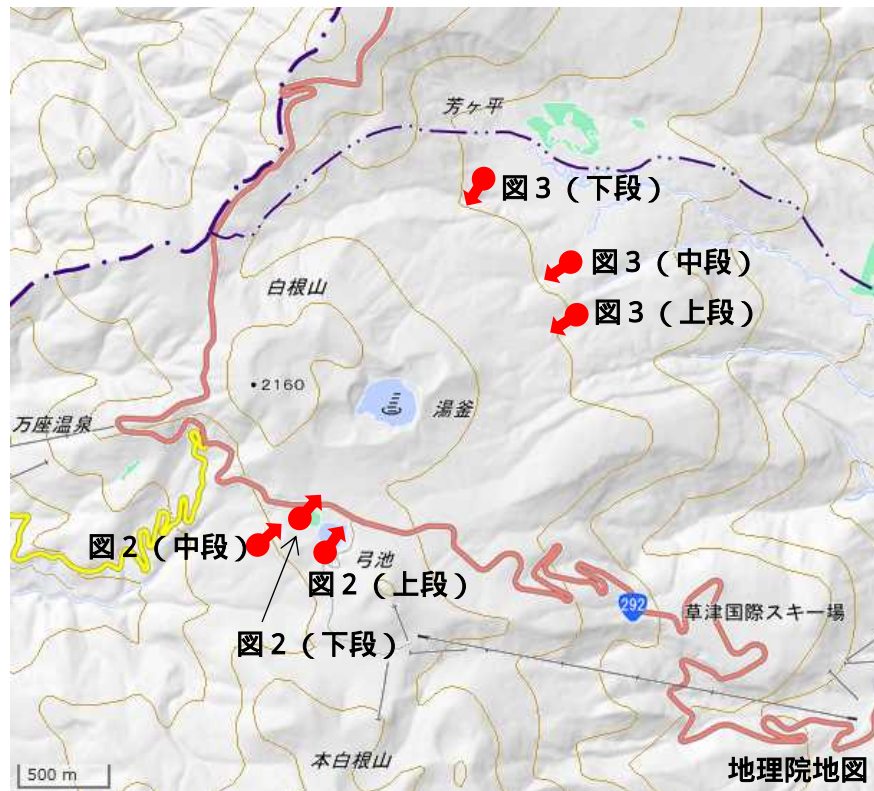 芳ヶ平
図３（下段）
図３（中段）
白根山
図３（上段）
・2160
湯釜
万座温泉
図２（中段）
弓池
図２（上段）
292
草津国際スキー場
図２（下段）
本白根山
500 m
地理院地図